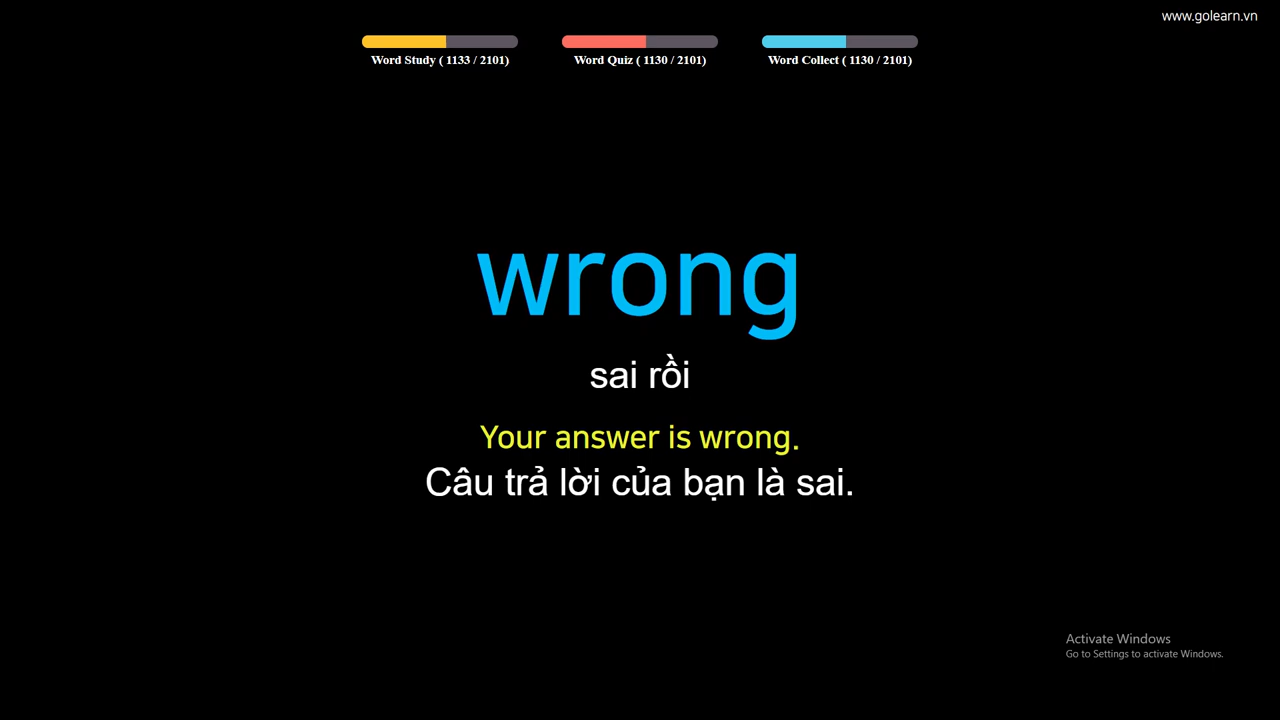 www.golearn.vn
Word Study ( 1133 / 2101)
Word Quiz ( 1130 / 2101)
Word Collect ( 1130 / 2101)
wrong
sai rồi
Your answer is wrong.
Câu trả lời của bạn là sai.
Activate Windows
Go to Settings to activate Windows.